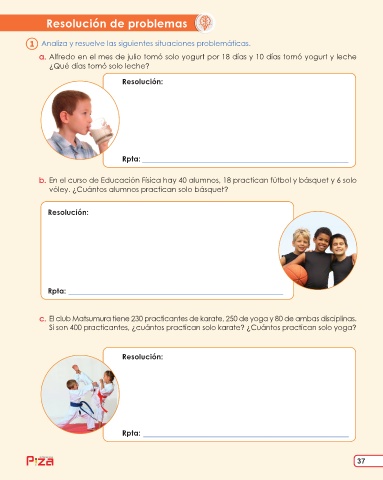 Resolución de problemas
1 Analiza y resuelve las siguientes situaciones problemáticas.
a. Alfredo en el mes de julio tomó solo yogurt por 18 días y 10 días tomó yogurt y leche
¿Qué días tomó solo leche?
Resolución:
Rpta:
b. En el curso de Educación Física hay 40 alumnos, 18 practican fútbol y básquet y 6 solo
vóley. ¿Cuántos alumnos practican solo básquet?
Resolución:
Rpta:
c. El club Matsumura tiene 230 practicantes de karate, 250 de yoga y 80 de ambas disciplinas.
Si son 400 practicantes, ¿cuántos practican solo karate? ¿Cuántos practican solo yoga?
Resolución:
Rpta:
P:za
37